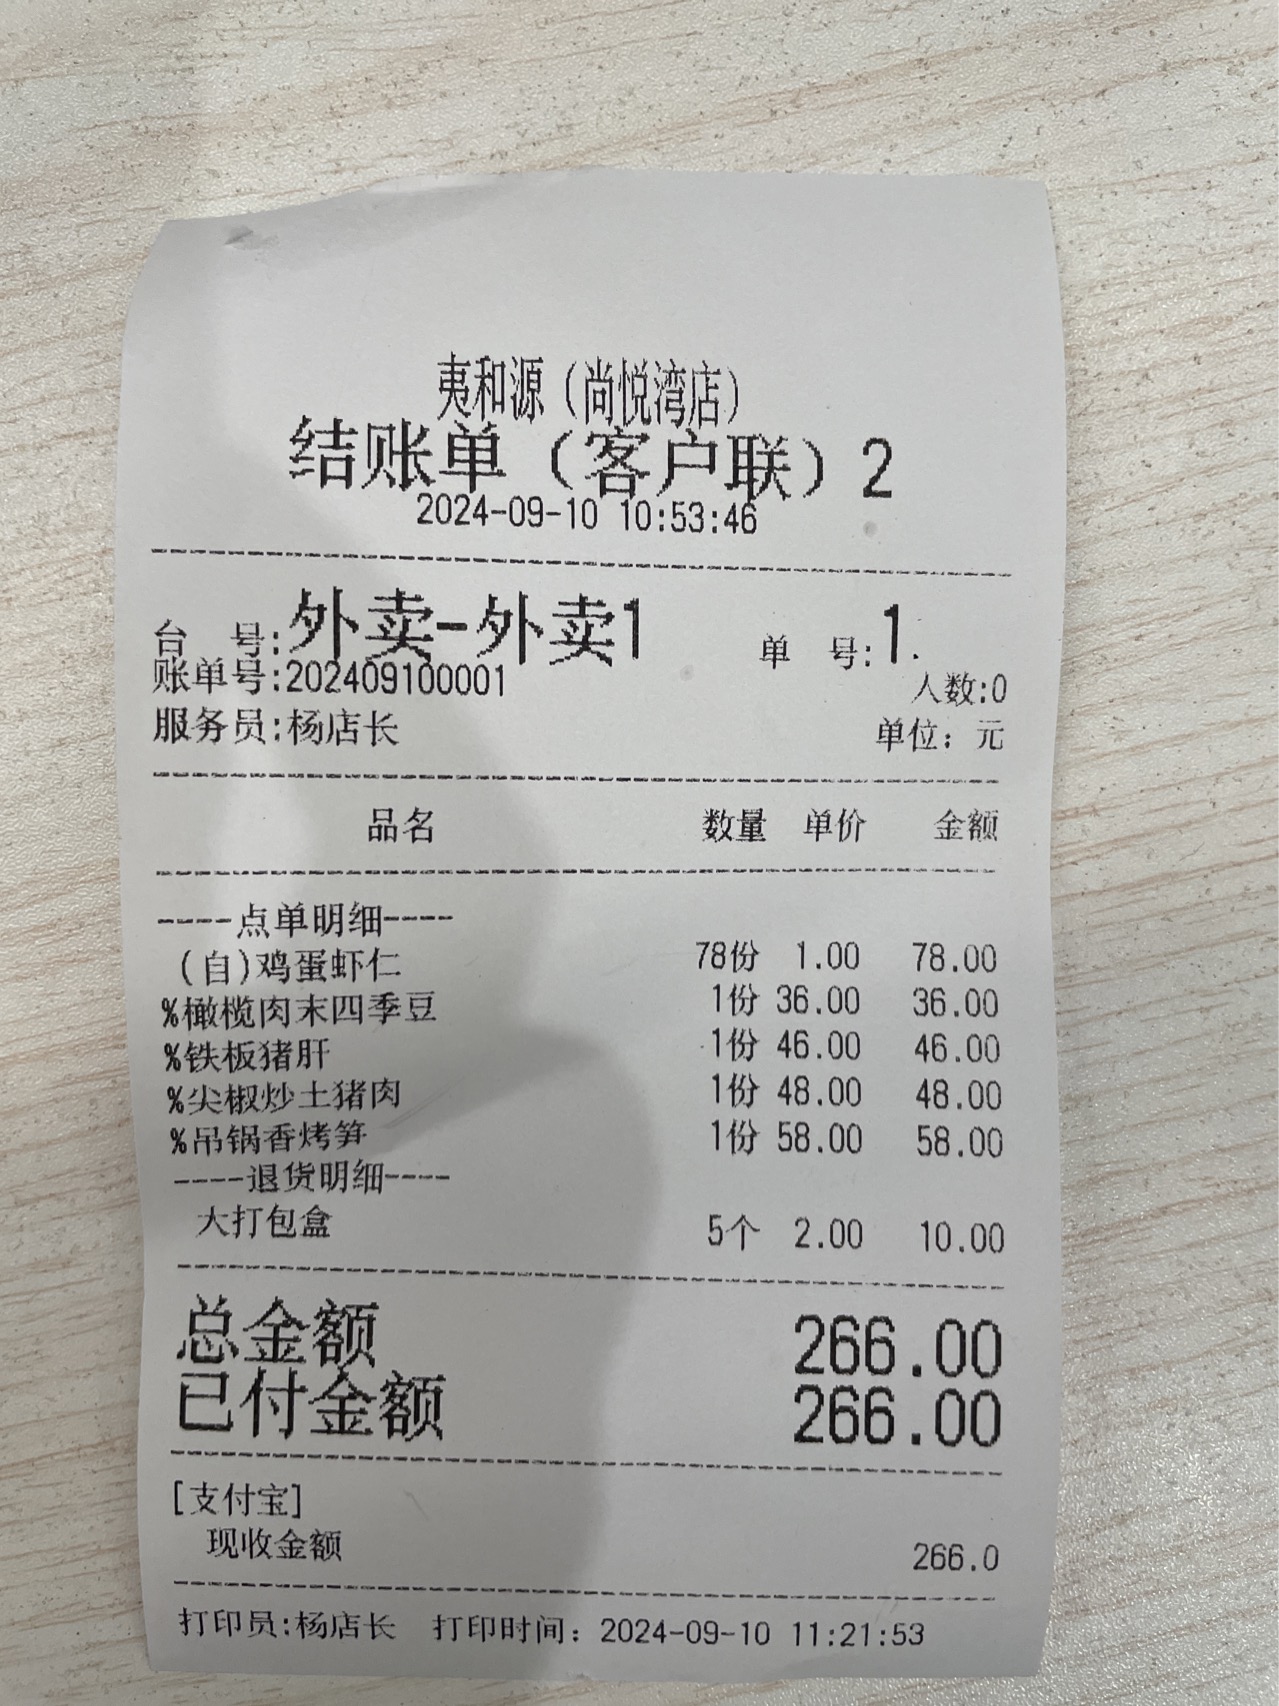 夷和源（尚悦湾店）
结账单（客户联）2
2024-09-10 10:53:46
台 号:外卖-外卖1 单 号:1.
账单号:202409100001 人数:0
服务员:杨店长 单位：元
品名 数量 单价 金额
----点单明细----
(自)鸡蛋虾仁 78份 1.00 78.00
%橄榄肉末四季豆 1份 36.00 36.00
%铁板猪肝 1份 46.00 46.00
%尖椒炒土猪肉 1份 48.00 48.00
%吊锅香烤笋 1份 58.00 58.00
----退货明细----
大打包盒 5个 2.00 10.00
总金额 266.00
已付金额 266.00
[支付宝]
现收金额 266.0
打印员:杨店长 打印时间：2024-09-10 11:21:53